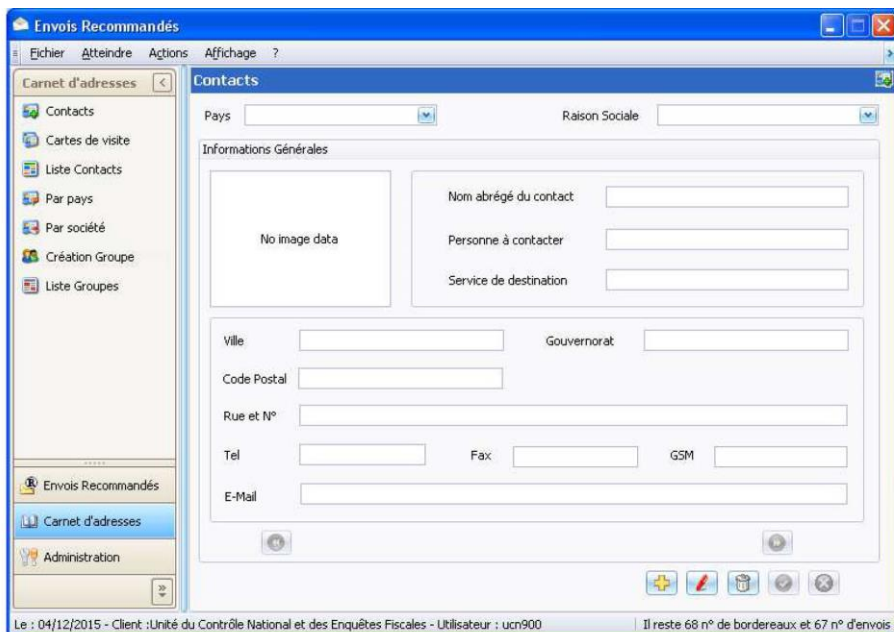 Envois Recommandés
Fichier Atteindre Actions Affichage ?
Carnet d'adresses
Contacts
Cartes de visite
Liste Contacts
Par pays
Par société
Création Groupe
Liste Groupes
Envois Recommandés
Carnet d'adresses
Administration
Contacts
Pays Raison Sociale
Informations Générales
No image data
Nom abrégé du contact
Personne à contacter
Service de destination
Ville Gouvernorat
Code Postal
Rue et N°
Tel Fax GSM
E-Mail
Le : 04/12/2015 - Client :Unité du Contrôle National et des Enquêtes Fiscales - Utilisateur : ucn900 Il reste 68 n° de bordereaux et 67 n° d'envois